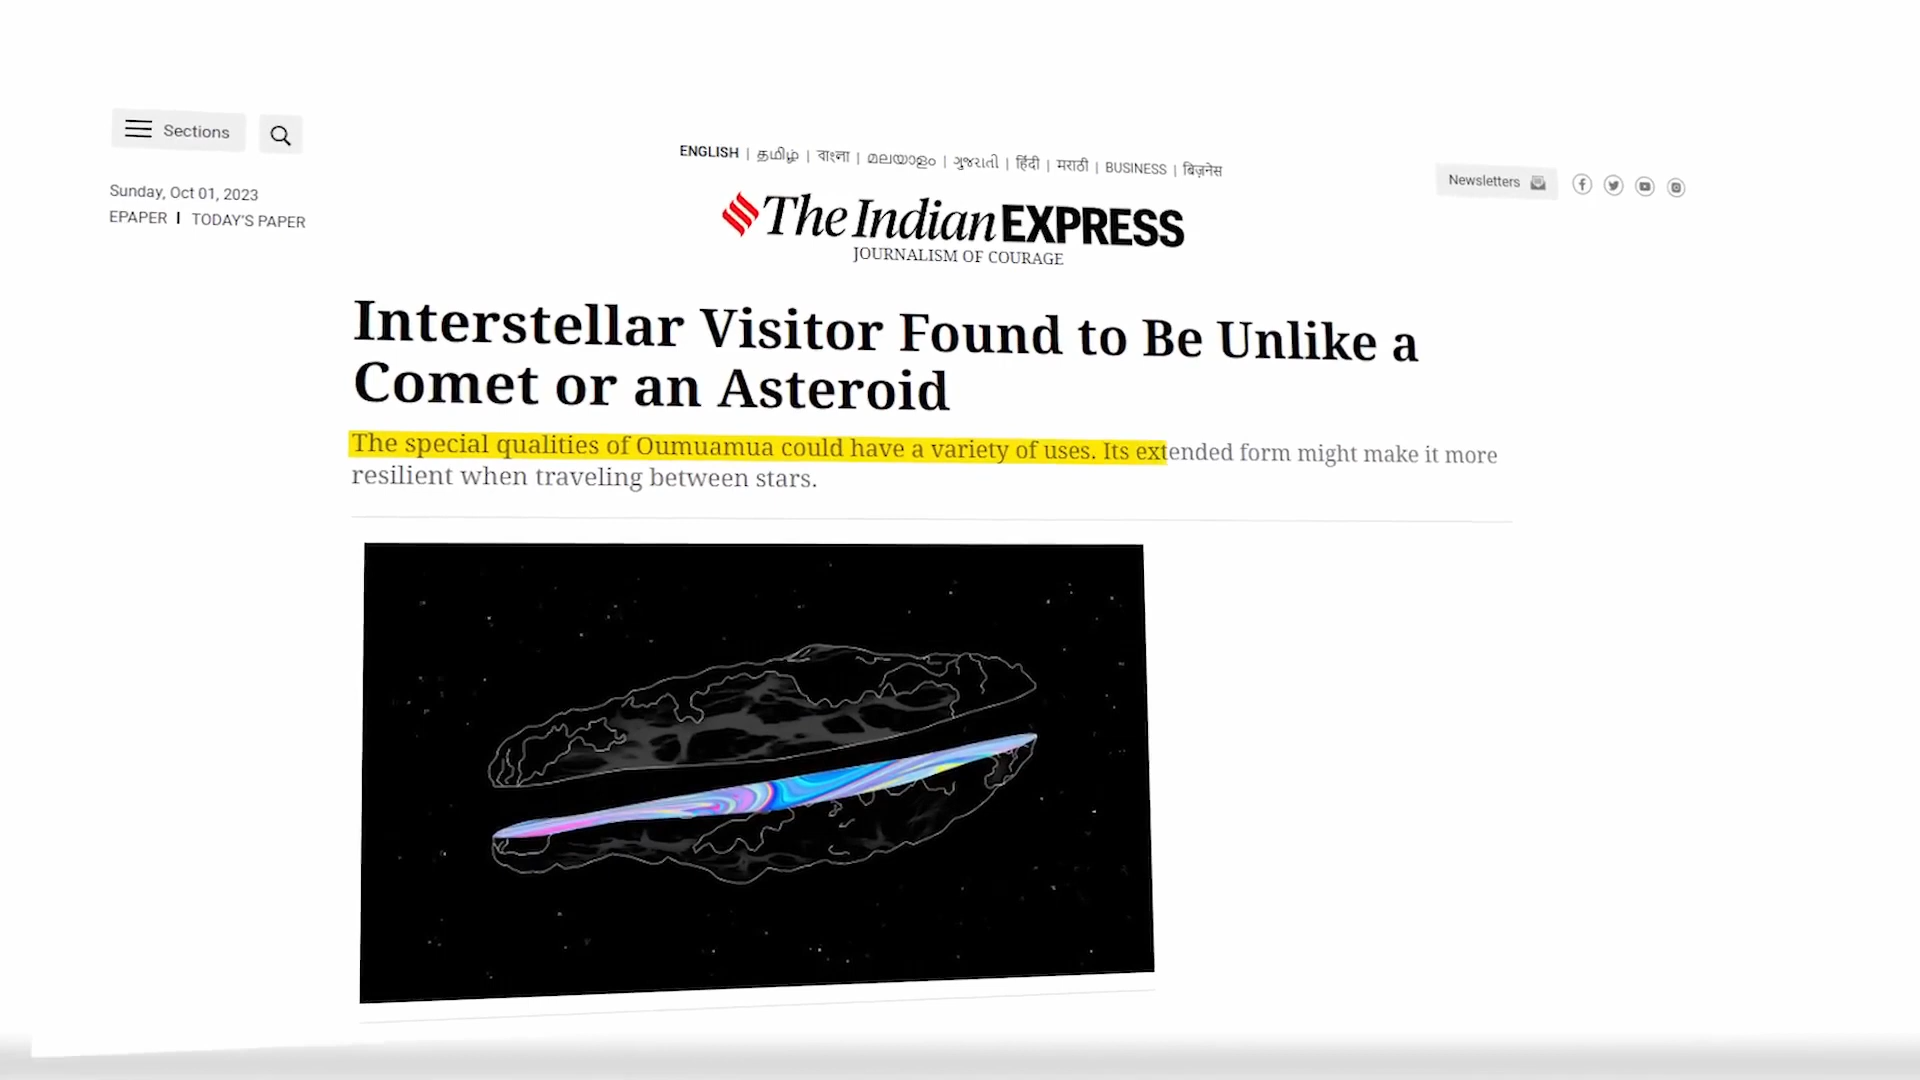 Sections
Sunday, Oct 01, 2023
EPAPER | TODAY'S PAPER
ENGLISH | தமிழ் | বাংলা | മലയാളം | ગુજરાતી | हिंदी | मराठी | BUSINESS | बिज़नेस
Newsletters
The Indian EXPRESS
JOURNALISM OF COURAGE
Interstellar Visitor Found to Be Unlike a
Comet or an Asteroid
The special qualities of Oumuamua could have a variety of uses. Its extended form might make it more
resilient when traveling between stars.